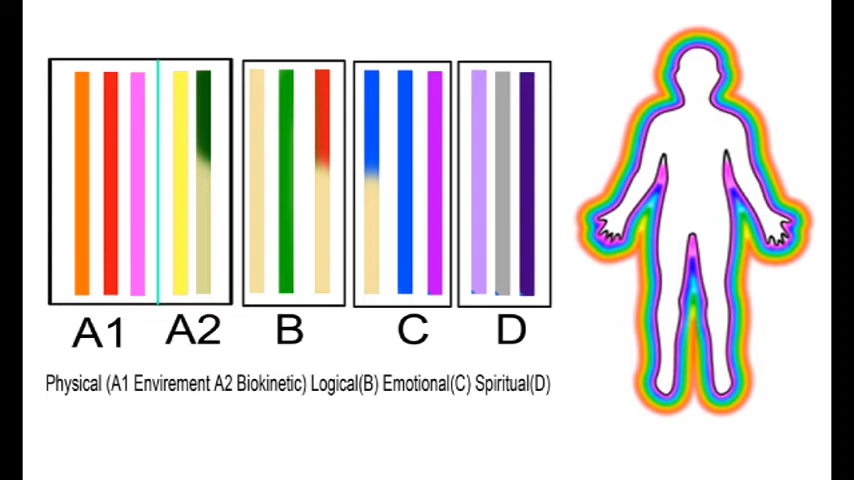 A1 A2 B C D
Physical (A1 Envirement A2 Biokinetic) Logical(B) Emotional(C) Spiritual(D)